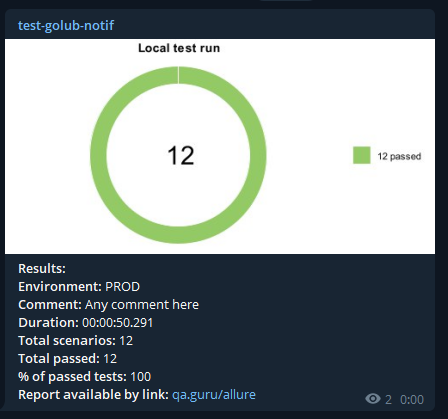 test-golub-notif
Local test run
12
12 passed
Results:
Environment: PROD
Comment: Any comment here
Duration: 00:00:50.291
Total scenarios: 12
Total passed: 12
% of passed tests: 100
Report available by link: qa.guru/allure
2 0:00